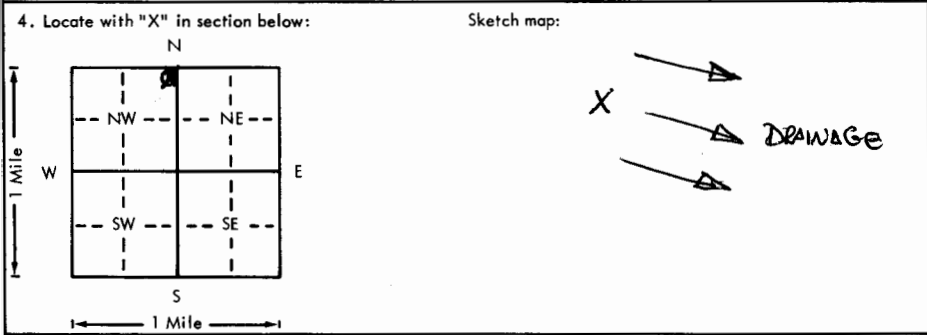 4. Locate with "X" in section below:
Sketch map:
N
NW
NE
X
DRAINAGE
1 Mile
W
E
SW
SE
S
1 Mile